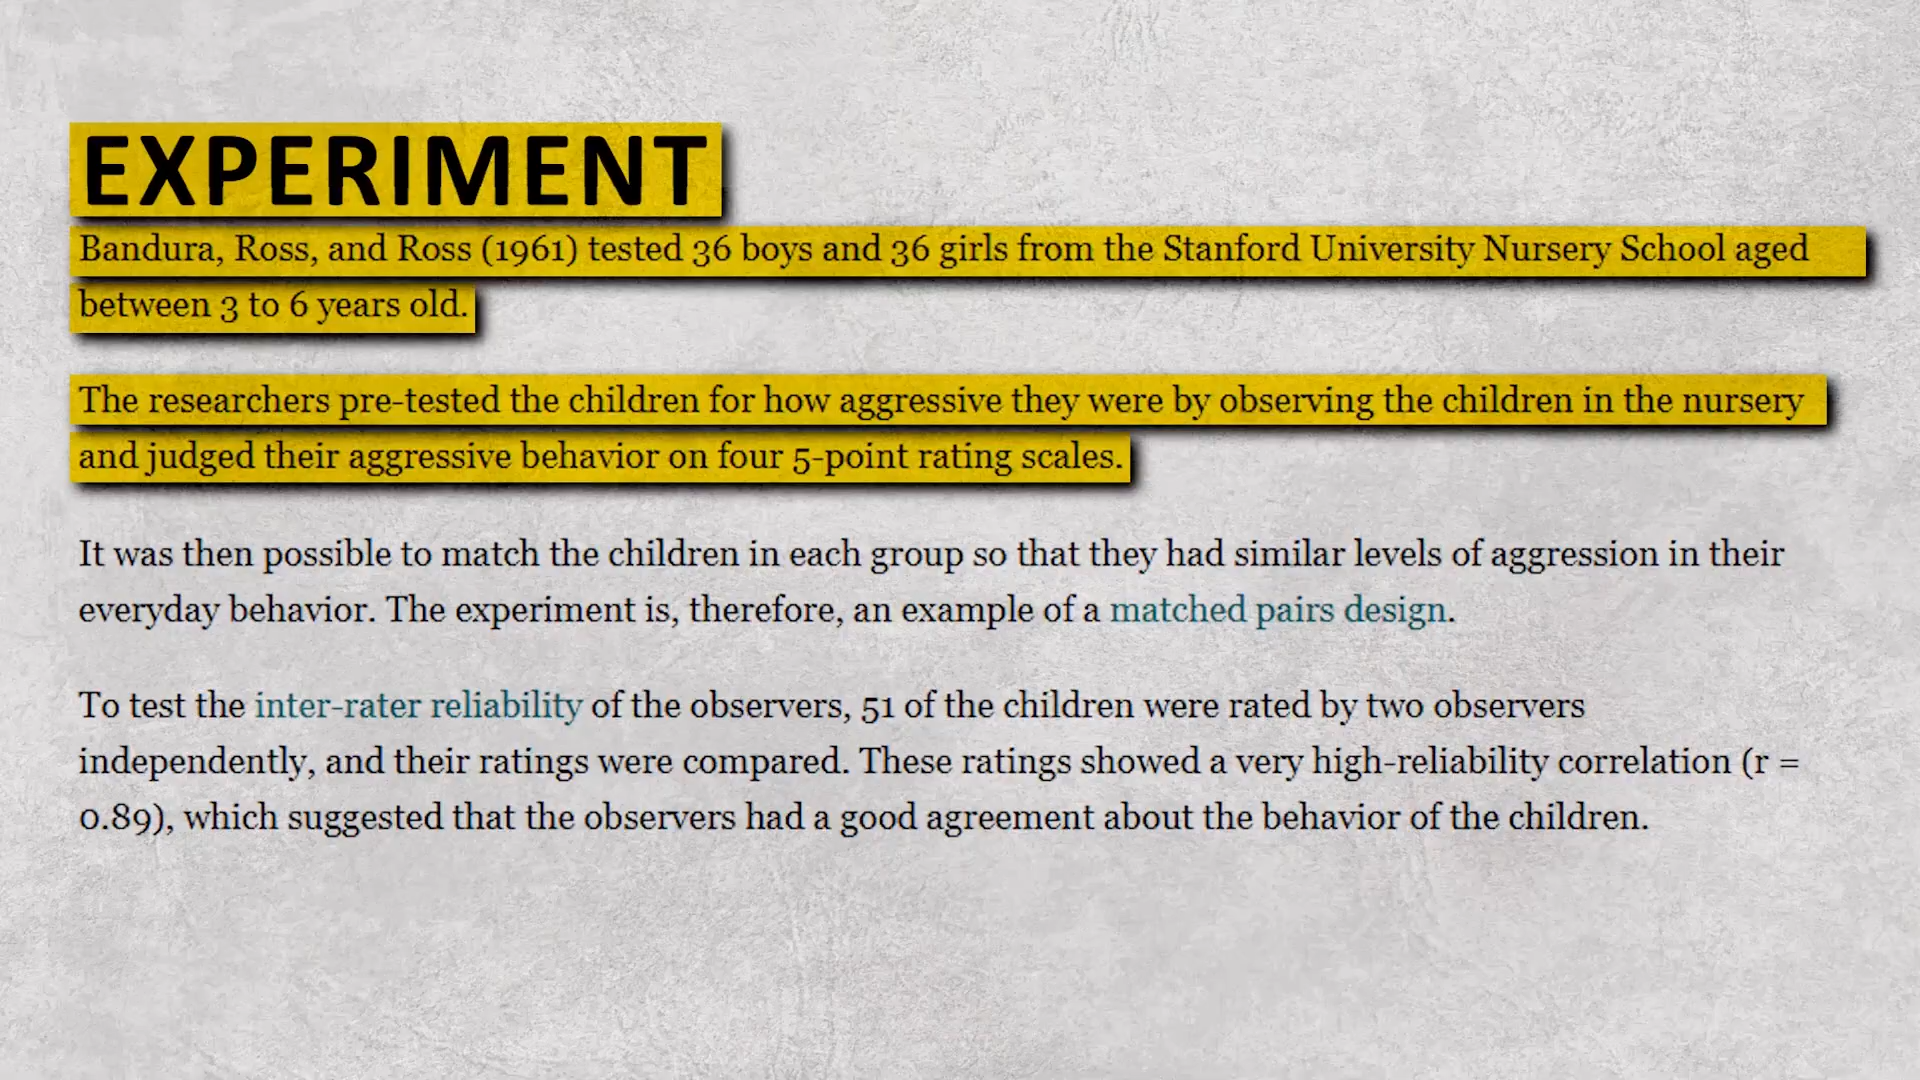 EXPERIMENT
Bandura, Ross, and Ross (1961) tested 36 boys and 36 girls from the Stanford University Nursery School aged
between 3 to 6 years old.
The researchers pre-tested the children for how aggressive they were by observing the children in the nursery
and judged their aggressive behavior on four 5-point rating scales.
It was then possible to match the children in each group so that they had similar levels of aggression in their
everyday behavior. The experiment is, therefore, an example of a matched pairs design.
To test the inter-rater reliability of the observers, 51 of the children were rated by two observers
independently, and their ratings were compared. These ratings showed a very high-reliability correlation (r =
0.89), which suggested that the observers had a good agreement about the behavior of the children.